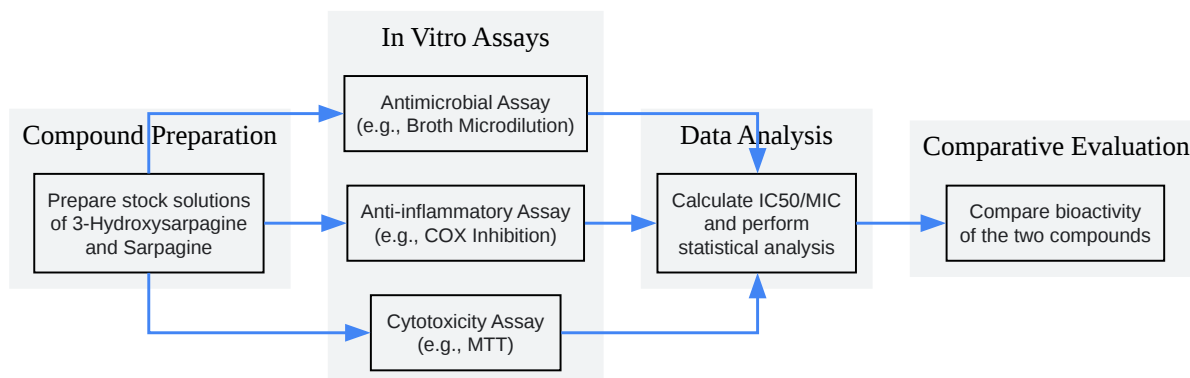 Compound Preparation
Prepare stock solutions
of 3-Hydroxysarpagine
and Sarpagine
In Vitro Assays
Antimicrobial Assay
(e.g., Broth Microdilution)
Anti-inflammatory Assay
(e.g., COX Inhibition)
Cytotoxicity Assay
(e.g., MTT)
Data Analysis
Calculate IC50/MIC
and perform
statistical analysis
Comparative Evaluation
Compare bioactivity
of the two compounds